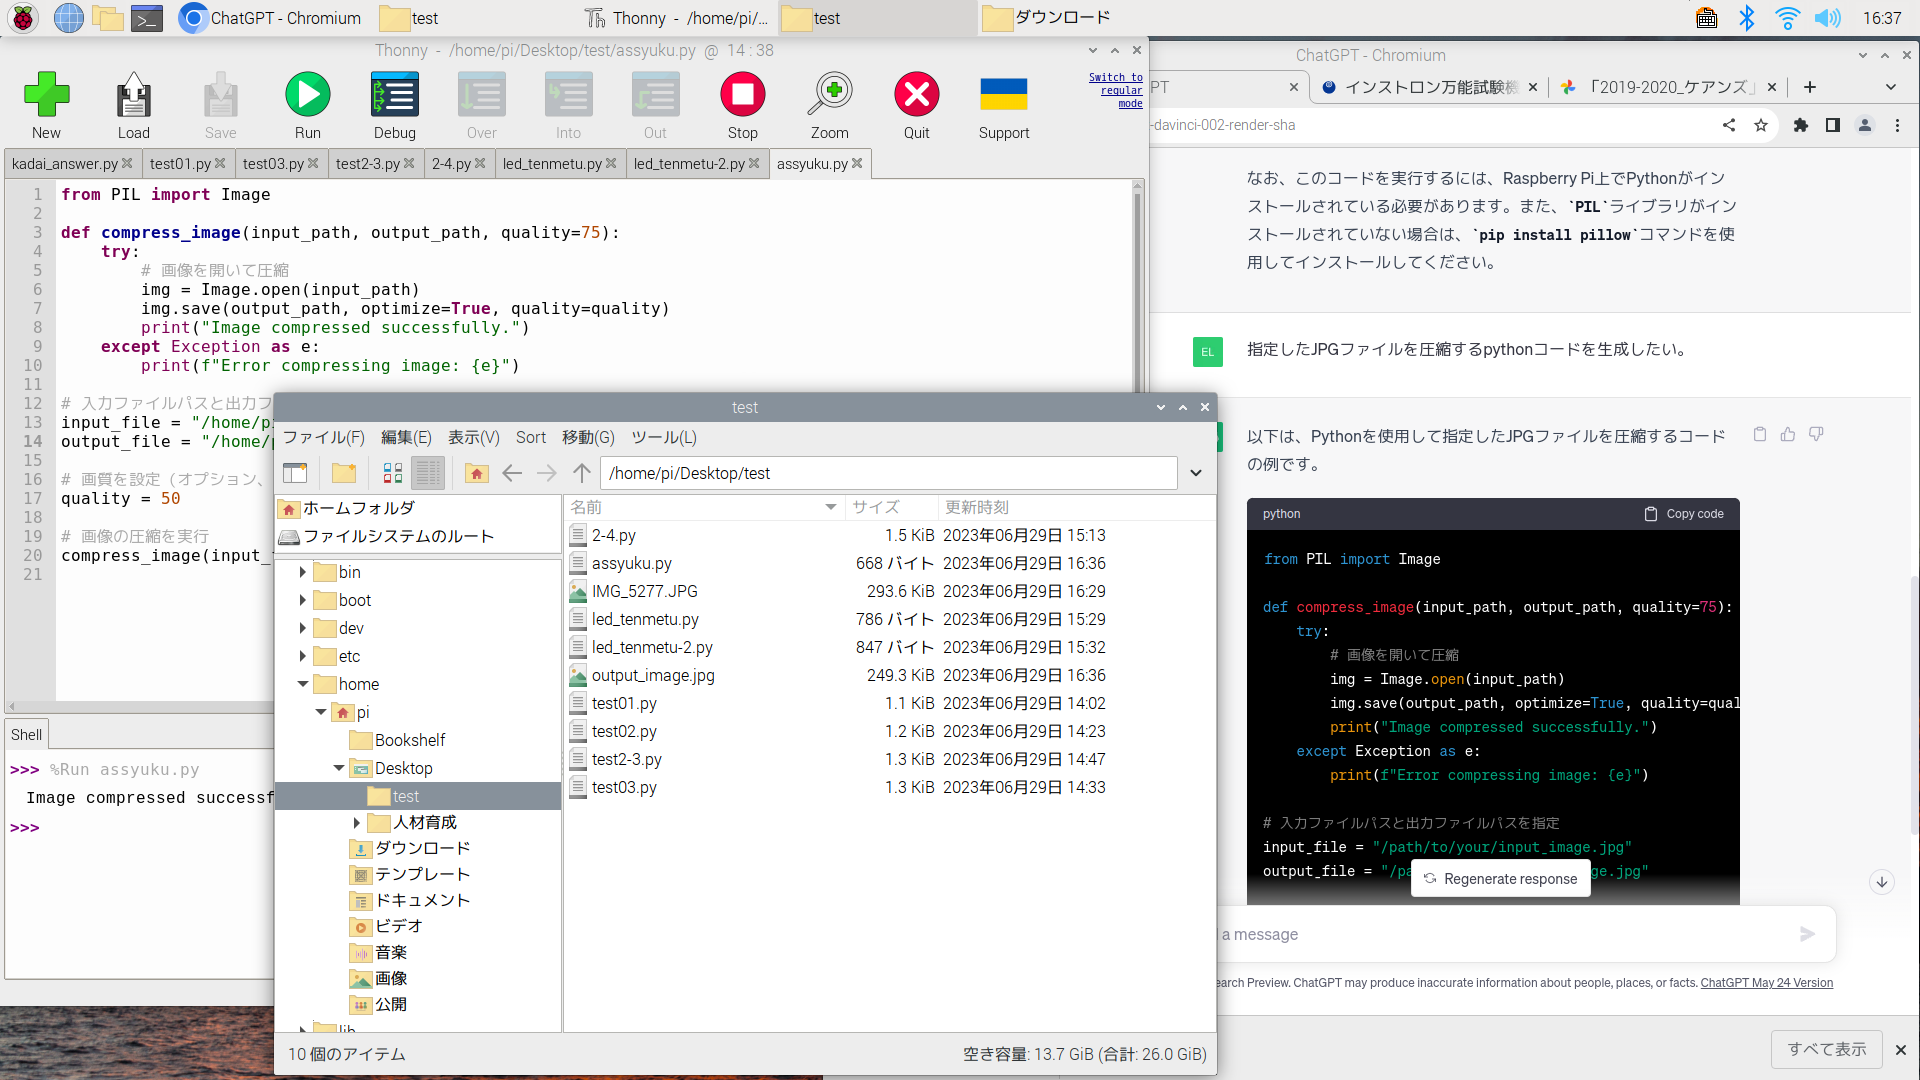 ChatGPT - Chromium
test
Thonny - /home/pi/...
test
ダウンロード
16:37
Thonny - /home/pi/Desktop/test/assyuku.py @ 14 : 38
New
Load
Save
Run
Debug
Over
Into
Out
Stop
Zoom
Quit
Support
Switch to
regular
mode
kadai_answer.py
test01.py
test03.py
test2-3.py
2-4.py
led_tenmetu.py
led_tenmetu-2.py
assyuku.py
1 from PIL import Image
2
3 def compress_image(input_path, output_path, quality=75):
4 try:
5 # 画像を開いて圧縮
6 img = Image.open(input_path)
7 img.save(output_path, optimize=True, quality=quality)
8 print("Image compressed successfully.")
9 except Exception as e:
10 print(f"Error compressing image: {e}")
11
12 # 入力ファイルパスと出力フ
13 input_file = "/home/pi
14 output_file = "/home/p
15
16 # 画質を設定（オプション、
17 quality = 50
18
19 # 画像の圧縮を実行
20 compress_image(input_
21
Shell
>>> %Run assyuku.py
Image compressed successf
>>>
test
ファイル(F) 編集(E) 表示(V) Sort 移動(G) ツール(L)
/home/pi/Desktop/test
ホームフォルダ
ファイルシステムのルート
bin
boot
dev
etc
home
pi
Bookshelf
Desktop
test
人材育成
ダウンロード
テンプレート
ドキュメント
ビデオ
音楽
画像
公開
lib
名前 サイズ 更新時刻
2-4.py 1.5 KiB 2023年06月29日 15:13
assyuku.py 668 バイト 2023年06月29日 16:36
IMG_5277.JPG 293.6 KiB 2023年06月29日 16:29
led_tenmetu.py 786 バイト 2023年06月29日 15:29
led_tenmetu-2.py 847 バイト 2023年06月29日 15:32
output_image.jpg 249.3 KiB 2023年06月29日 16:36
test01.py 1.1 KiB 2023年06月29日 14:02
test02.py 1.2 KiB 2023年06月29日 14:23
test2-3.py 1.3 KiB 2023年06月29日 14:47
test03.py 1.3 KiB 2023年06月29日 14:33
10 個のアイテム
空き容量: 13.7 GiB (合計: 26.0 GiB)
ChatGPT - Chromium
PT
インストロン万能試験機
「2019-2020_ケアンズ」
-davinci-002-render-sha
なお、このコードを実行するには、Raspberry Pi上でPythonがイン
ストールされている必要があります。また、`PIL`ライブラリがイン
ストールされていない場合は、`pip install pillow`コマンドを使
用してインストールしてください。
EL
指定したJPGファイルを圧縮するpythonコードを生成したい。
以下は、Pythonを使用して指定したJPGファイルを圧縮するコード
の例です。
python
Copy code
from PIL import Image
def compress_image(input_path, output_path, quality=75):
try:
# 画像を開いて圧縮
img = Image.open(input_path)
img.save(output_path, optimize=True, quality=qual
print("Image compressed successfully.")
except Exception as e:
print(f"Error compressing image: {e}")
# 入力ファイルパスと出力ファイルパスを指定
input_file = "/path/to/your/input_image.jpg"
output_file = "/pa
ge.jpg"
Regenerate response
a message
earch Preview. ChatGPT may produce inaccurate information about people, places, or facts. ChatGPT May 24 Version
すべて表示